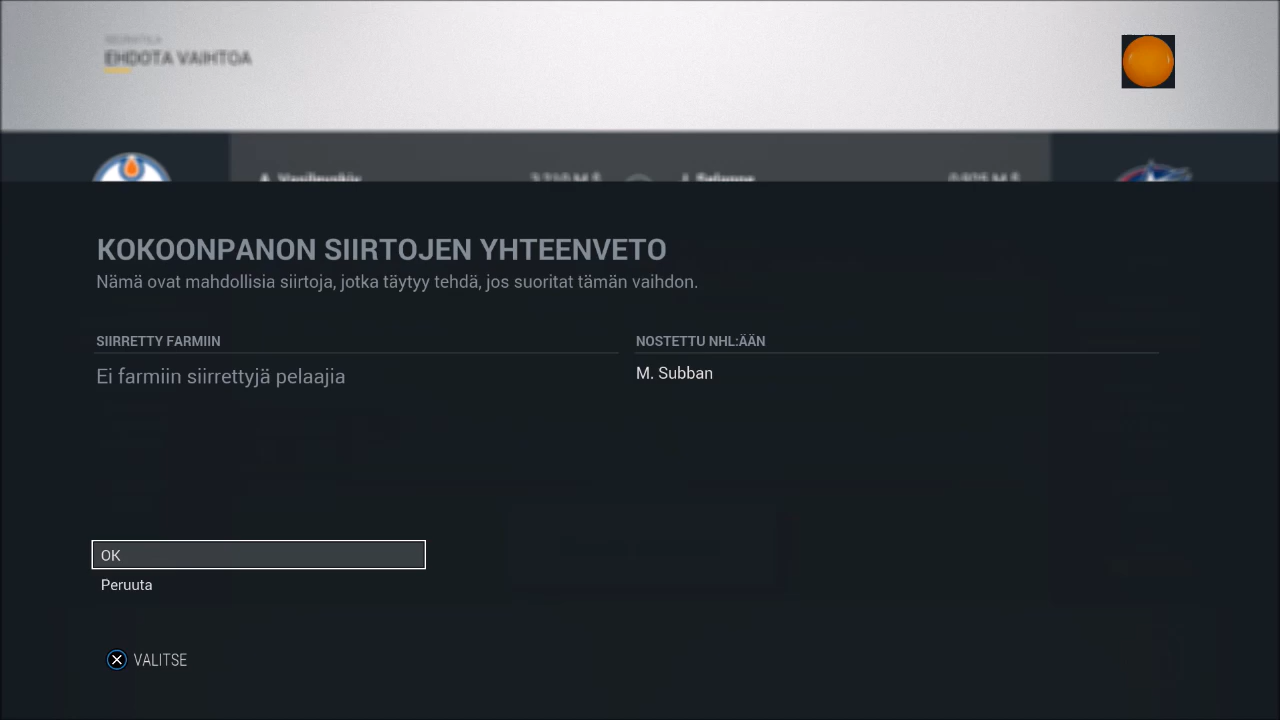 EHDOTA VAIHTOA
KOKOONPANON SIIRTOJEN YHTEENVETO
Nämä ovat mahdollisia siirtoja, jotka täytyy tehdä, jos suoritat tämän vaihdon.
SIIRRETTY FARMIIN
NOSTETTU NHL:ÄÄN
Ei farmiin siirrettyjä pelaajia
M. Subban
OK
Peruuta
VALITSE